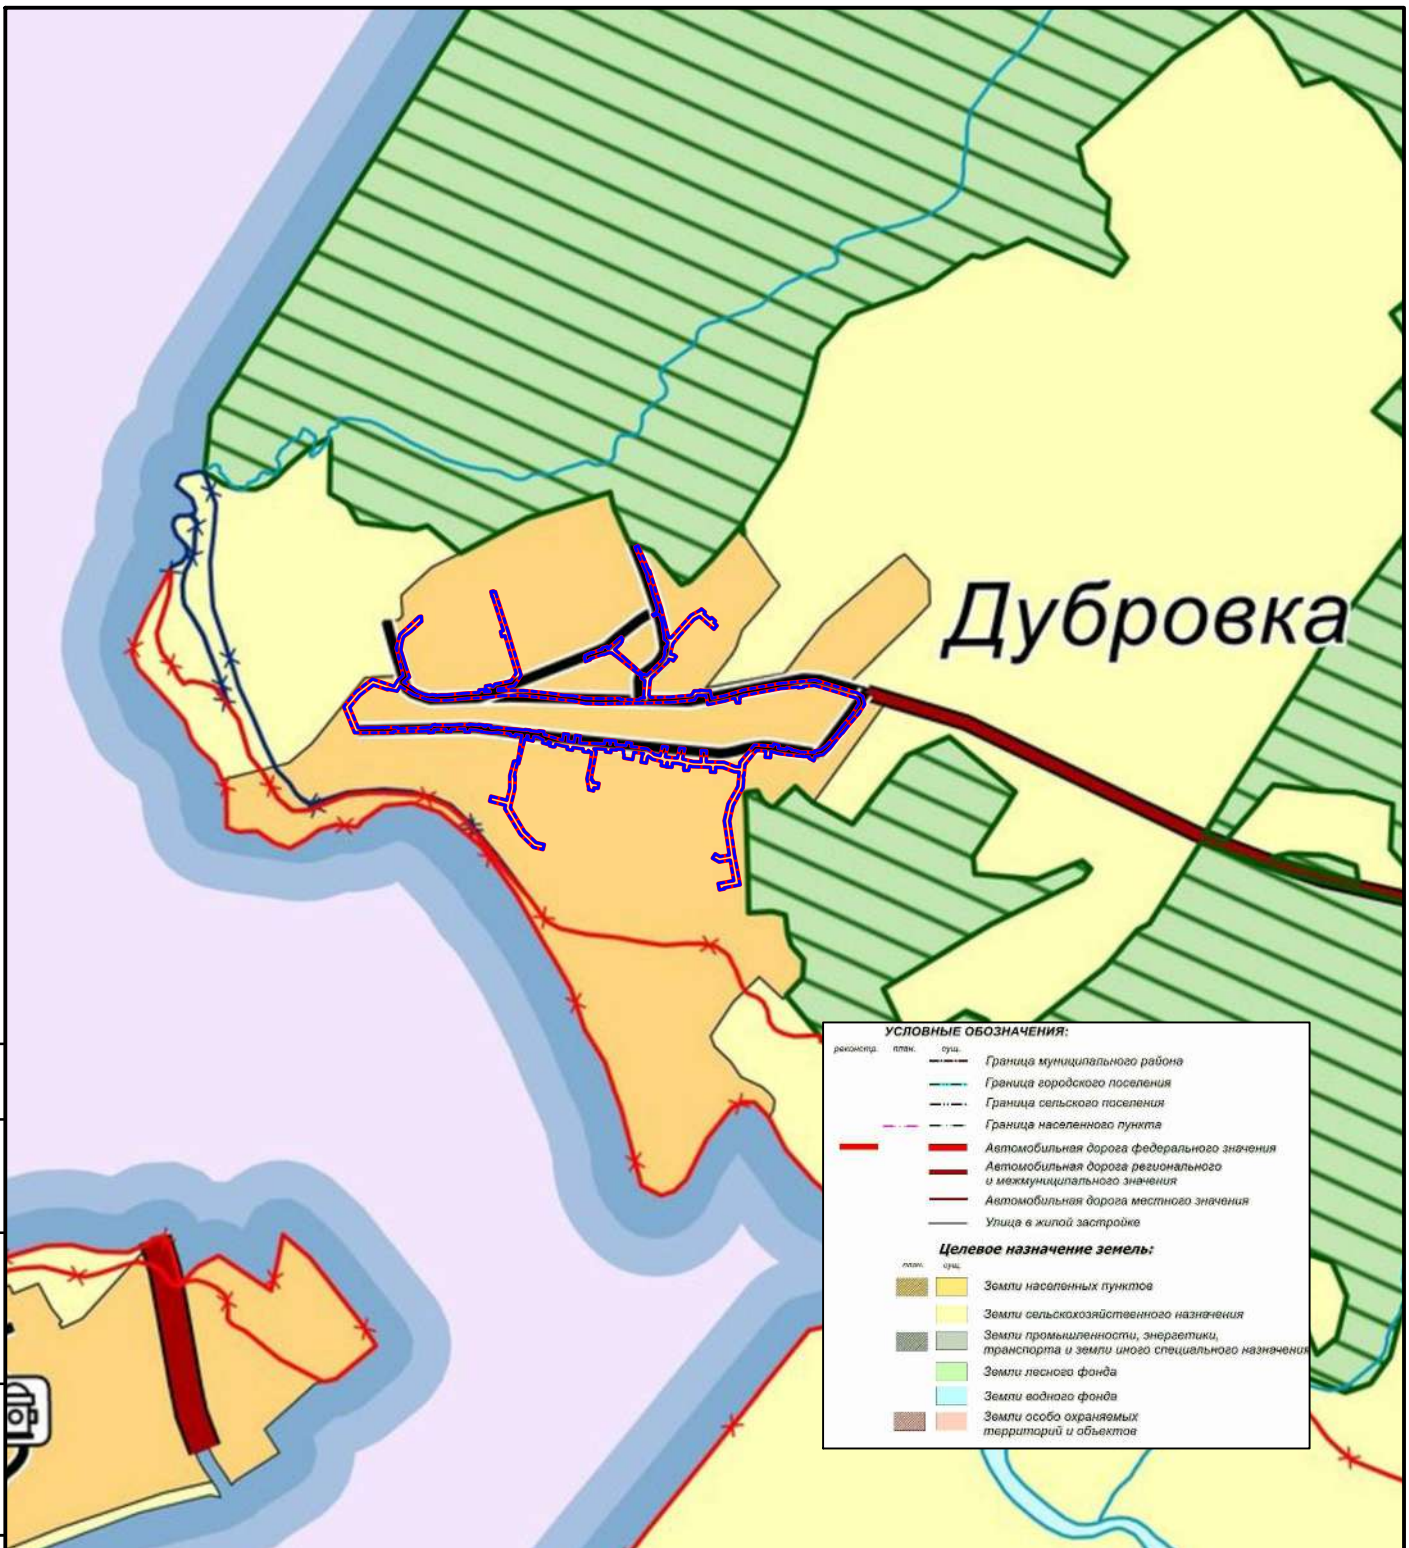 Дубровка
УСЛОВНЫЕ ОБОЗНАЧЕНИЯ:
реконстр. план. сущ.
Граница муниципального района
Граница городского поселения
Граница сельского поселения
Граница населенного пункта
Автомобильная дорога федерального значения
Автомобильная дорога регионального
и межмуниципального значения
Автомобильная дорога местного значения
Улица в жилой застройке
Целевое назначение земель:
план. сущ.
Земли населенных пунктов
Земли сельскохозяйственного назначения
Земли промышленности, энергетики,
транспорта и земли иного специального назначения
Земли лесного фонда
Земли водного фонда
Земли особо охраняемых
территорий и объектов